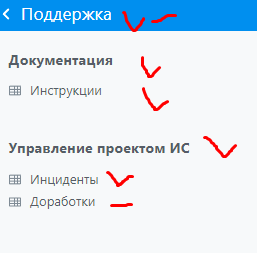 Поддержка
Документация
Инструкции
Управление проектом ИС
Инциденты
Доработки